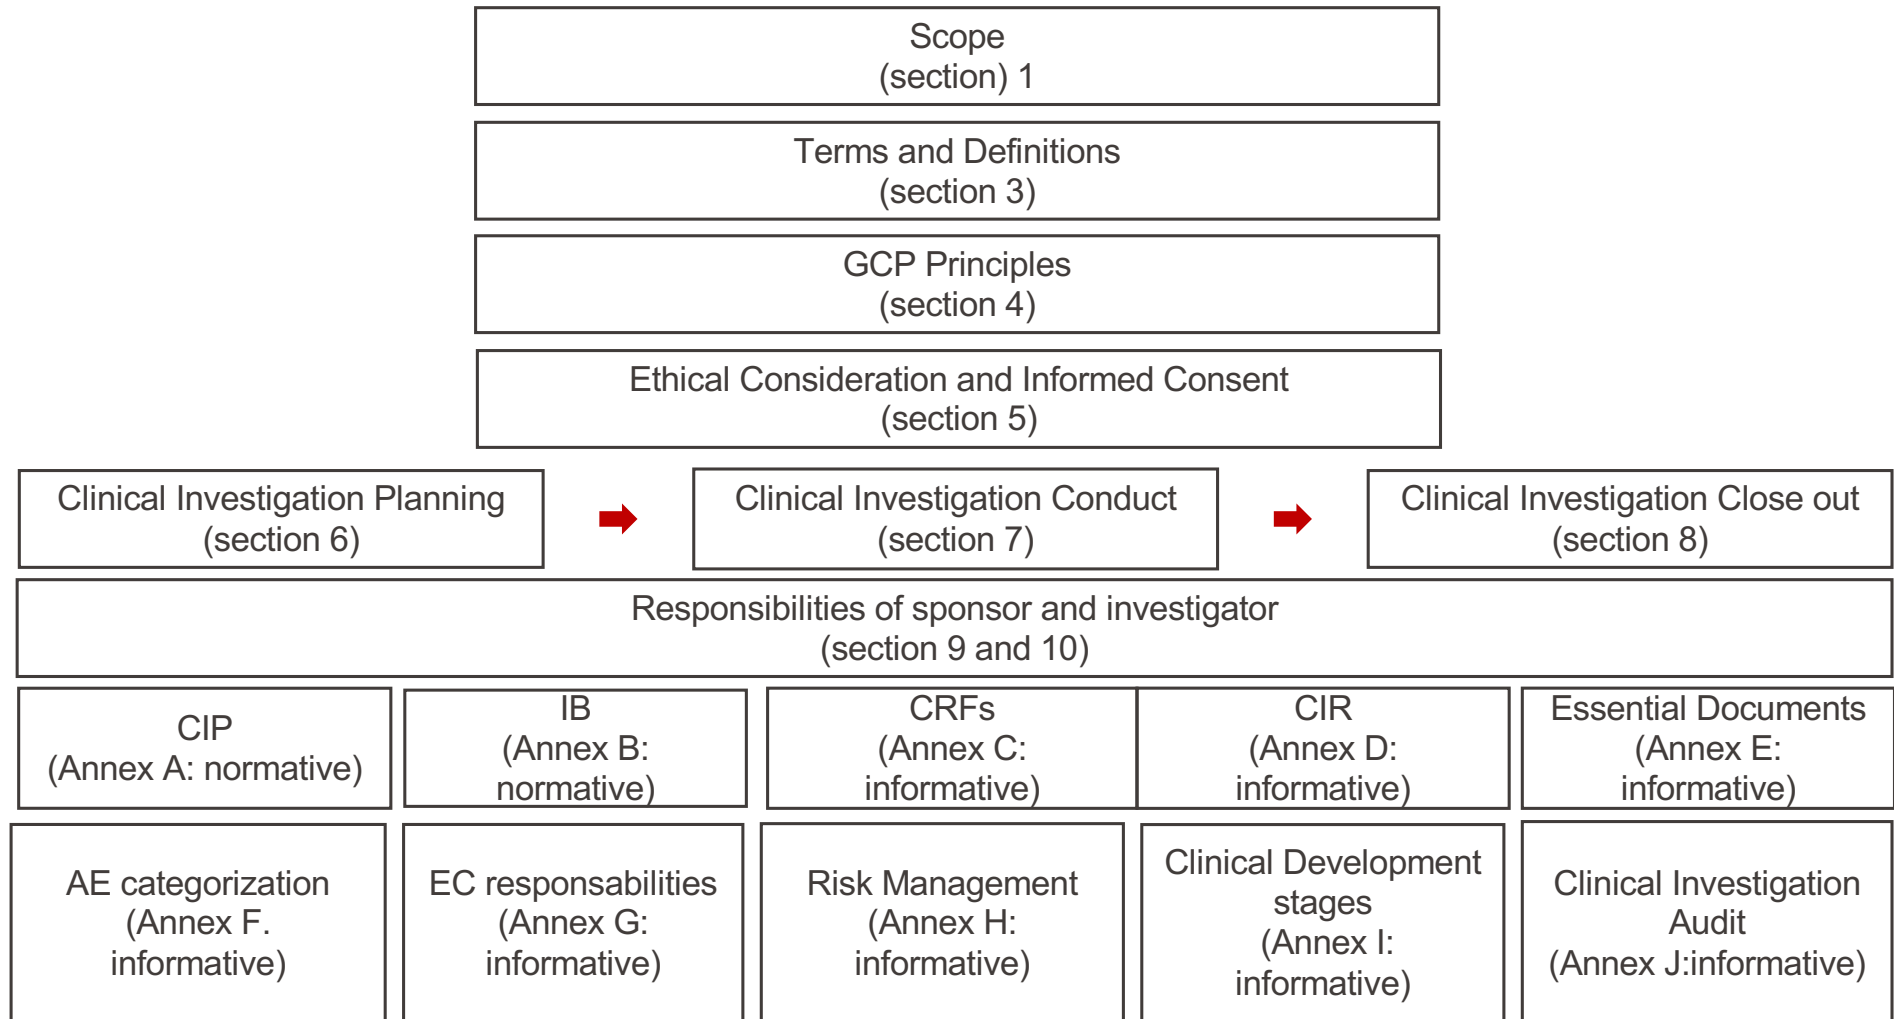 Scope
(section) 1
Terms and Definitions
(section 3)
GCP Principles
(section 4)
Ethical Consideration and Informed Consent
(section 5)
Clinical Investigation Planning
(section 6)
Clinical Investigation Conduct
(section 7)
Clinical Investigation Close out
(section 8)
Responsibilities of sponsor and investigator
(section 9 and 10)
CIP
(Annex A: normative)
IB
(Annex B:
normative)
CRFs
(Annex C:
informative)
CIR
(Annex D:
informative)
Essential Documents
(Annex E:
informative)
AE categorization
(Annex F.
informative)
EC responsabilities
(Annex G:
informative)
Risk Management
(Annex H:
informative)
Clinical Development
stages
(Annex I:
informative)
Clinical Investigation
Audit
(Annex J:informative)